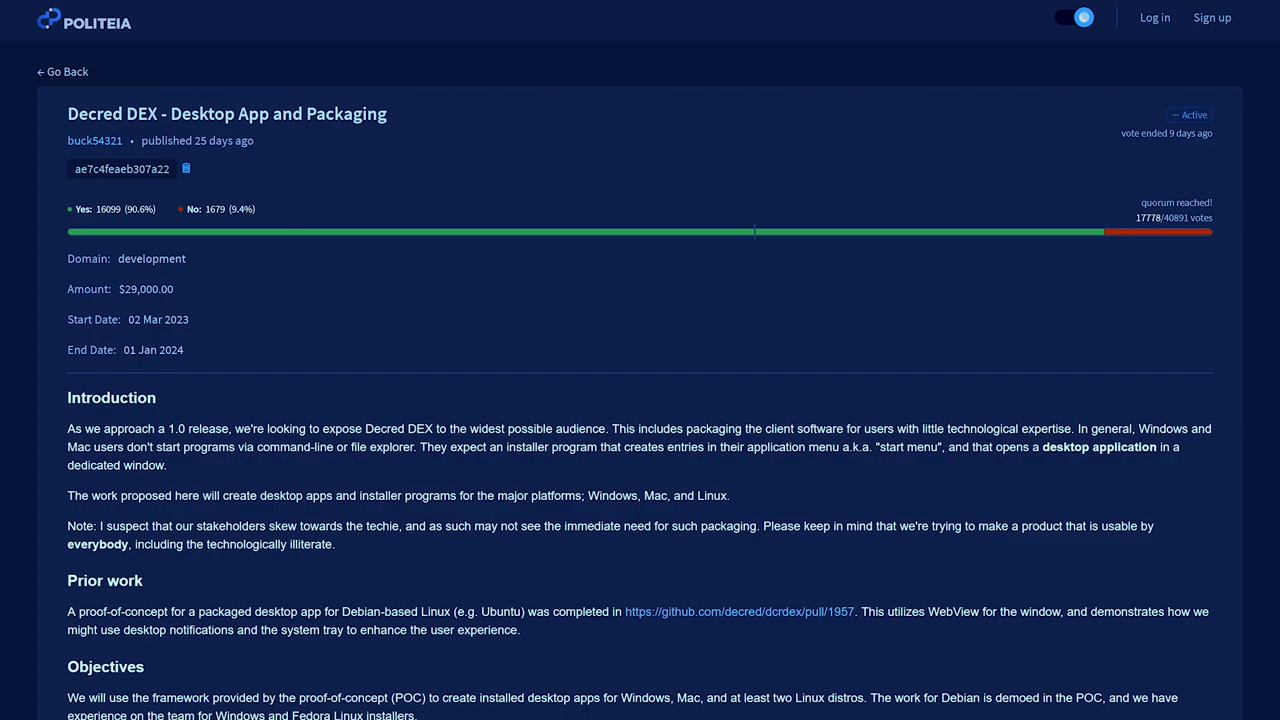 POLITEIA
Log in
Sign up
← Go Back
Decred DEX - Desktop App and Packaging
Active
buck54321 • published 25 days ago
vote ended 9 days ago
ae7c4feaeb307a22
Yes: 16099 (90.6%) No: 1679 (9.4%)
quorum reached!
17778/40891 votes
Domain: development
Amount: $29,000.00
Start Date: 02 Mar 2023
End Date: 01 Jan 2024
Introduction
As we approach a 1.0 release, we're looking to expose Decred DEX to the widest possible audience. This includes packaging the client software for users with little technological expertise. In general, Windows and
Mac users don't start programs via command-line or file explorer. They expect an installer program that creates entries in their application menu a.k.a. "start menu", and that opens a desktop application in a
dedicated window.
The work proposed here will create desktop apps and installer programs for the major platforms; Windows, Mac, and Linux.
Note: I suspect that our stakeholders skew towards the techie, and as such may not see the immediate need for such packaging. Please keep in mind that we're trying to make a product that is usable by
everybody, including the technologically illiterate.
Prior work
A proof-of-concept for a packaged desktop app for Debian-based Linux (e.g. Ubuntu) was completed in https://github.com/decred/dcrdex/pull/1957. This utilizes WebView for the window, and demonstrates how we
might use desktop notifications and the system tray to enhance the user experience.
Objectives
We will use the framework provided by the proof-of-concept (POC) to create installed desktop apps for Windows, Mac, and at least two Linux distros. The work for Debian is demoed in the POC, and we have
experience on the team for Windows and Fedora Linux installers.